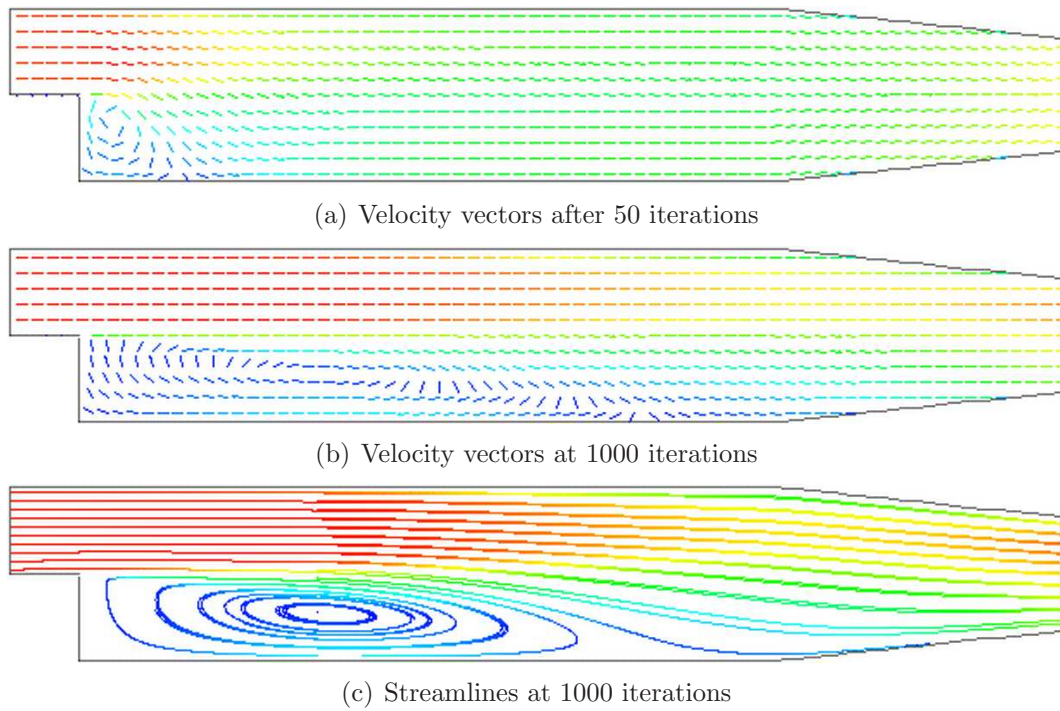 (a) Velocity vectors after 50 iterations
(b) Velocity vectors at 1000 iterations
(c) Streamlines at 1000 iterations